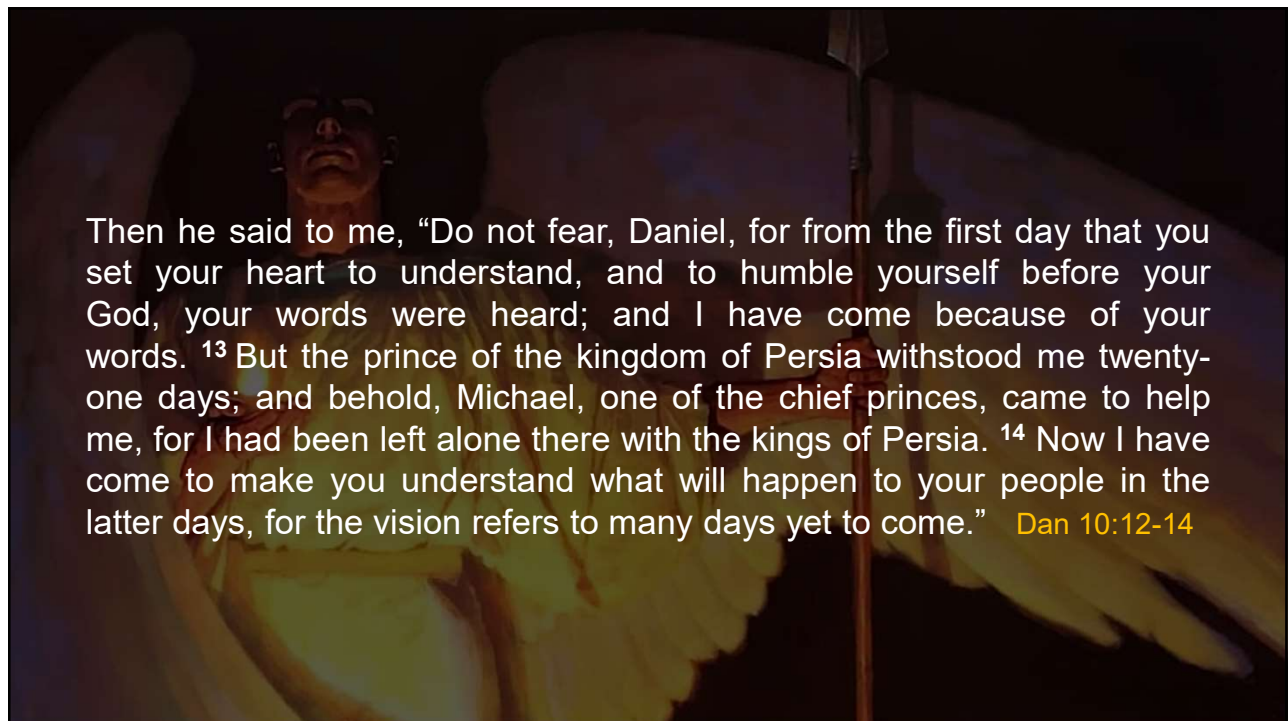 Then he said to me, “Do not fear, Daniel, for from the first day that you
set your heart to understand, and to humble yourself before your
God, your words were heard; and I have come because of your
words. 13 But the prince of the kingdom of Persia withstood me twenty-
one days; and behold, Michael, one of the chief princes, came to help
me, for I had been left alone there with the kings of Persia. 14 Now I have
come to make you understand what will happen to your people in the
latter days, for the vision refers to many days yet to come.” Dan 10:12-14